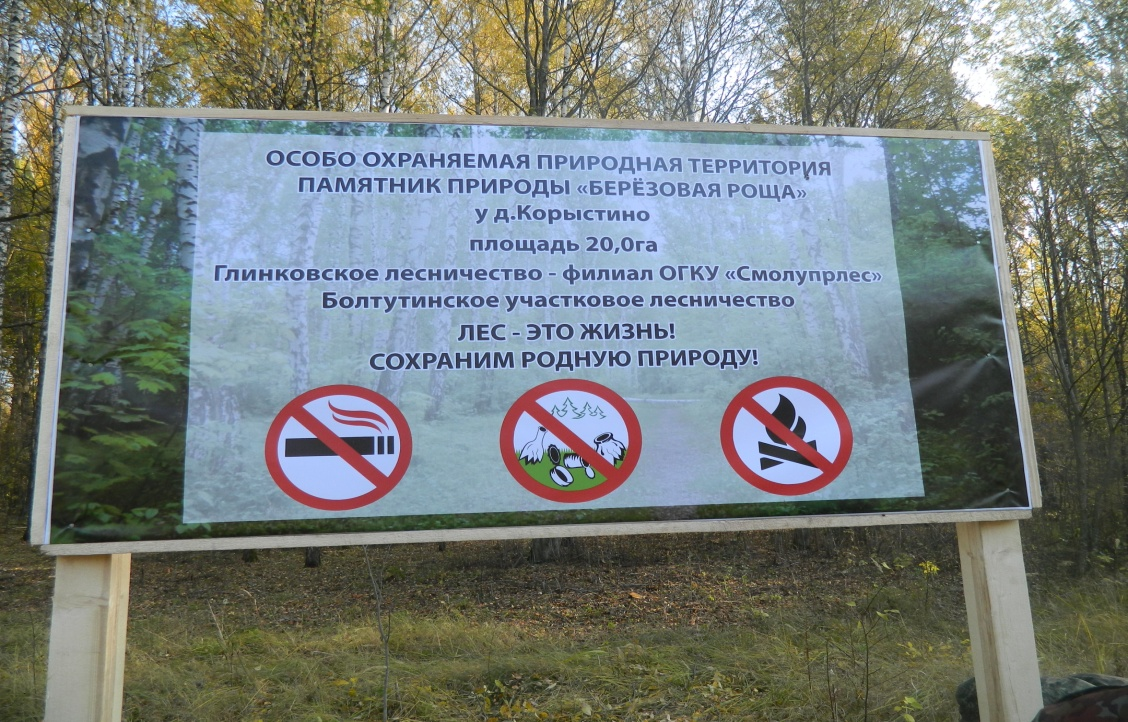 ОСОБО ОХРАНЯЕМАЯ ПРИРОДНАЯ ТЕРРИТОРИЯ
ПАМЯТНИК ПРИРОДЫ «БЕРЁЗОВАЯ РОЩА»
у д.Корыстино
площадь 20,0га
Глинковское лесничество - филиал ОГКУ «Смолупрлес»
Болтутинское участковое лесничество
ЛЕС - ЭТО ЖИЗНЬ!
СОХРАНИМ РОДНУЮ ПРИРОДУ!